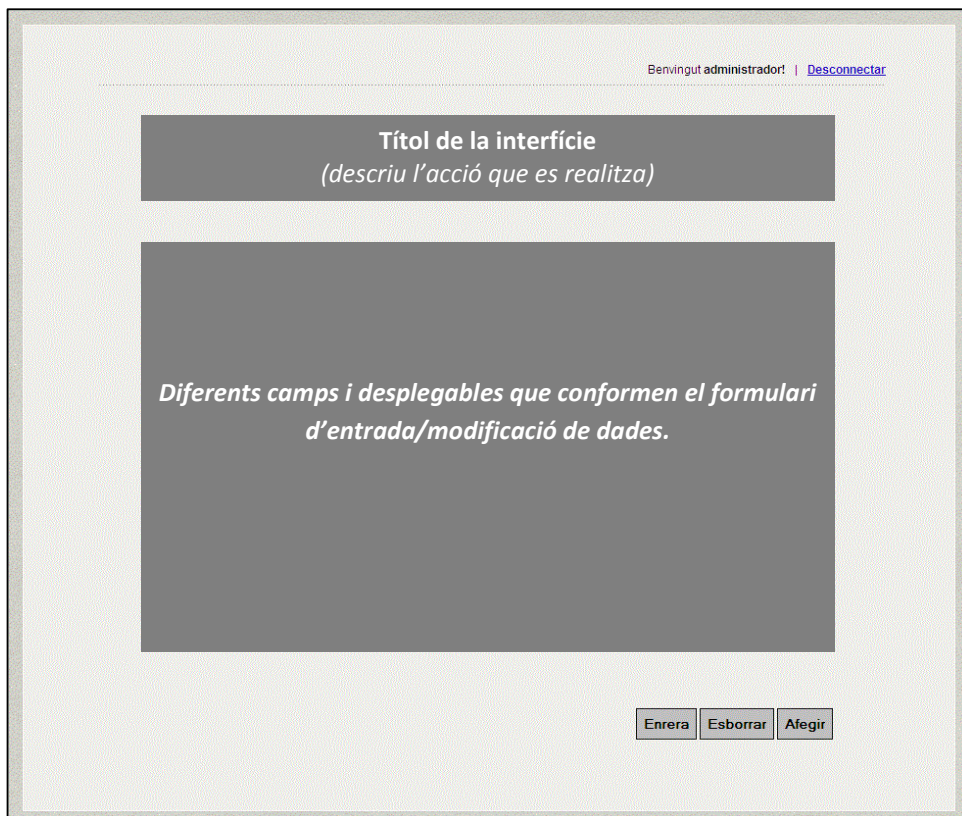 Benvingut administrador! | Desconnectar
Títol de la interfície
(descriu l’acció que es realitza)
Diferents camps i desplegables que conformen el formulari
d’entrada/modificació de dades.
Enrera Esborrar Afegir